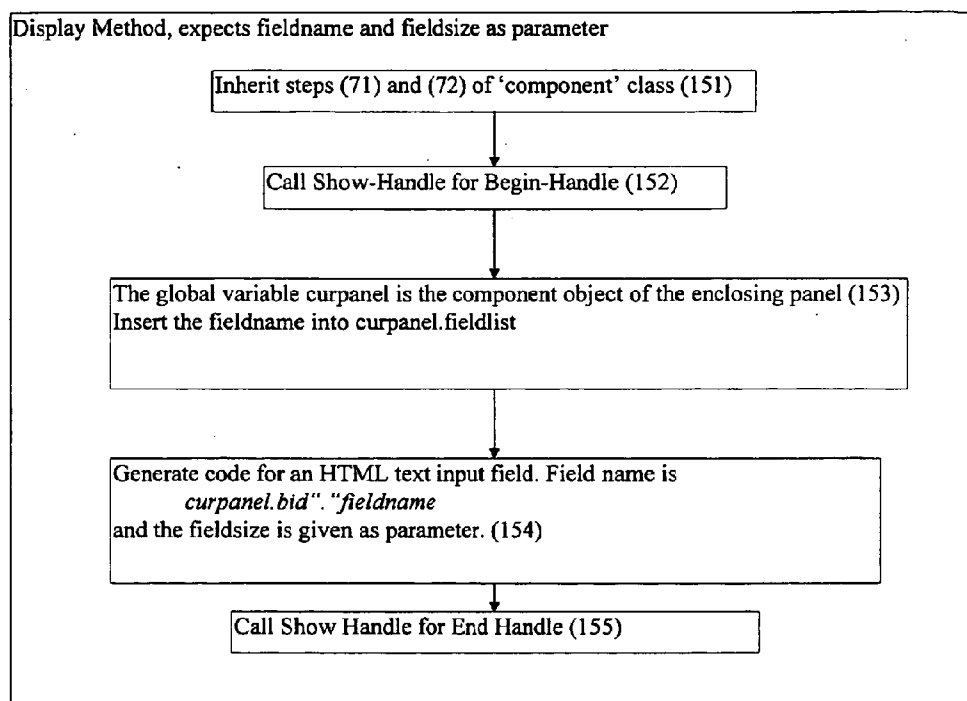 Display Method, expects fieldname and fieldsize as parameter
Inherit steps (71) and (72) of 'component' class (151)
Call Show-Handle for Begin-Handle (152)
The global variable curpanel is the component object of the enclosing panel (153)
Insert the fieldname into curpanel.fieldlist
Generate code for an HTML text input field. Field name is
curpanel.bid“. “fieldname
and the fieldsize is given as parameter. (154)
Call Show Handle for End Handle (155)